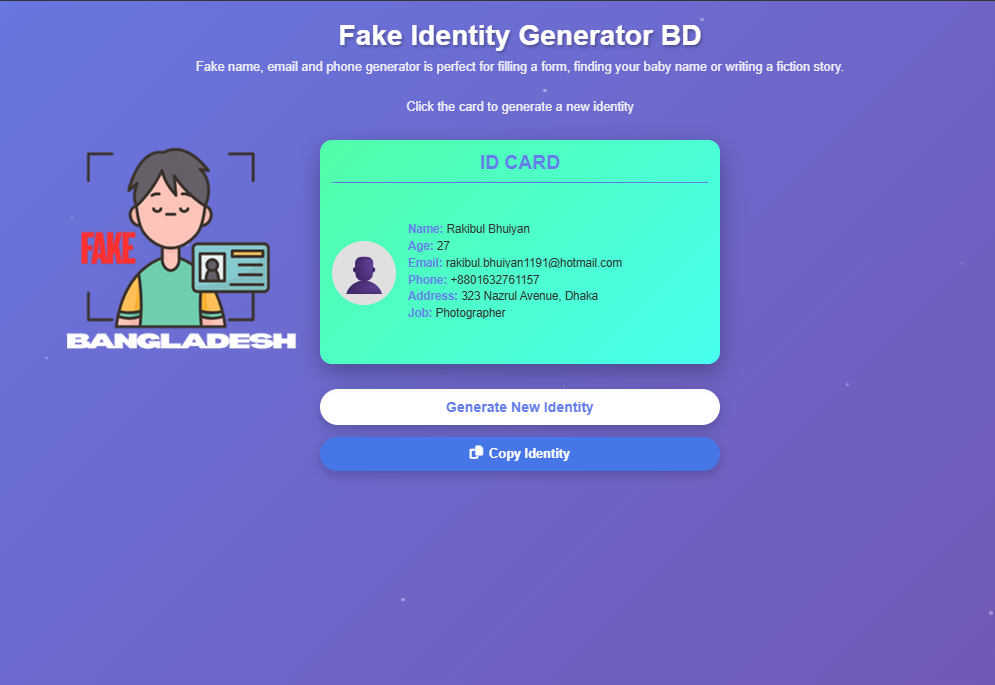 Fake Identity Generator BD
Fake name, email and phone generator is perfect for filling a form, finding your baby name or writing a fiction story.
Click the card to generate a new identity
FAKE
BANGLADESH
ID CARD
Name: Rakibul Bhuiyan
Age: 27
Email: rakibul.bhuiyan1191@hotmail.com
Phone: +8801632761157
Address: 323 Nazrul Avenue, Dhaka
Job: Photographer
Generate New Identity
Copy Identity